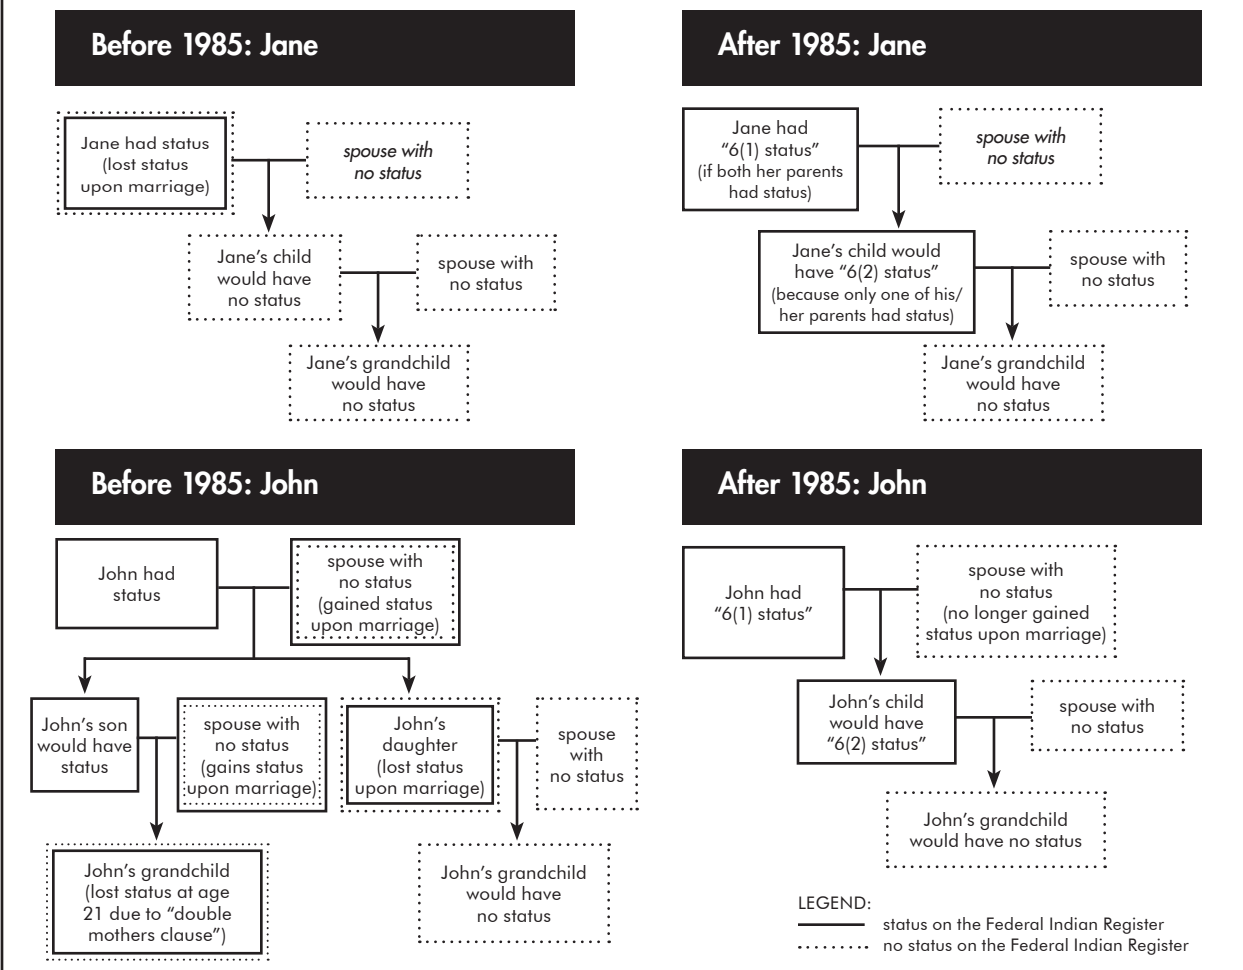 Before 1985: Jane
Jane had status
(lost status
upon marriage)
spouse with
no status
Jane's child
would have
no status
spouse with
no status
Jane's grandchild
would have
no status
After 1985: Jane
Jane had
“6(1) status”
(if both her parents
had status)
spouse with
no status
Jane's child would
have “6(2) status”
(because only one of his/
her parents had status)
spouse with
no status
Jane's grandchild
would have
no status
Before 1985: John
John had
status
spouse with
no status
(gained status
upon marriage)
John's son
would have
status
spouse with
no status
(gains status
upon marriage)
John's
daughter
(lost status
upon marriage)
spouse
with
no status
John's grandchild
(lost status at age
21 due to “double
mothers clause”)
John's grandchild
would have
no status
After 1985: John
John had
“6(1) status”
spouse with
no status
(no longer gained
status upon marriage)
John's child
would have
“6(2) status”
spouse with
no status
John's grandchild
would have no status
LEGEND:
status on the Federal Indian Register
no status on the Federal Indian Register